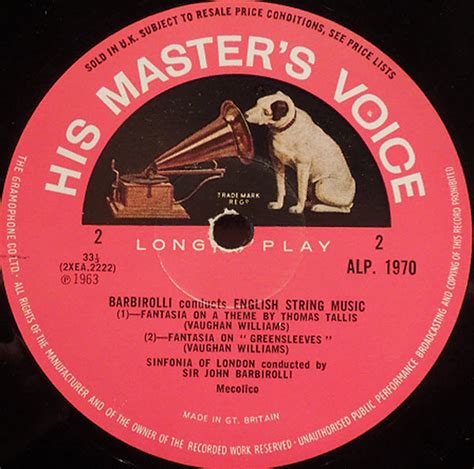 SOLD IN U.K. SUBJECT TO RESALE PRICE CONDITIONS, SEE PRICE LISTS
HIS MASTER'S VOICE
TRADE MARK
REGD
2
LONG PLAY
2
33⅓
(2XEA.2222)
Ⓟ 1963
ALP. 1970
BARBIROLLI conducts ENGLISH STRING MUSIC
(1)—FANTASIA ON A THEME BY THOMAS TALLIS
(VAUGHAN WILLIAMS)
(2)—FANTASIA ON " GREENSLEEVES "
(VAUGHAN WILLIAMS)
SINFONIA OF LONDON conducted by
SIR JOHN BARBIROLLI
Mecolico
MADE IN GT. BRITAIN
THE GRAMOPHONE CO LTD. ALL RIGHTS OF THE MANUFACTURER AND OF THE OWNER OF THE RECORDED WORK RESERVED—UNAUTHORISED PUBLIC PERFORMANCE BROADCASTING AND COPYING OF THIS RECORD PROHIBITED